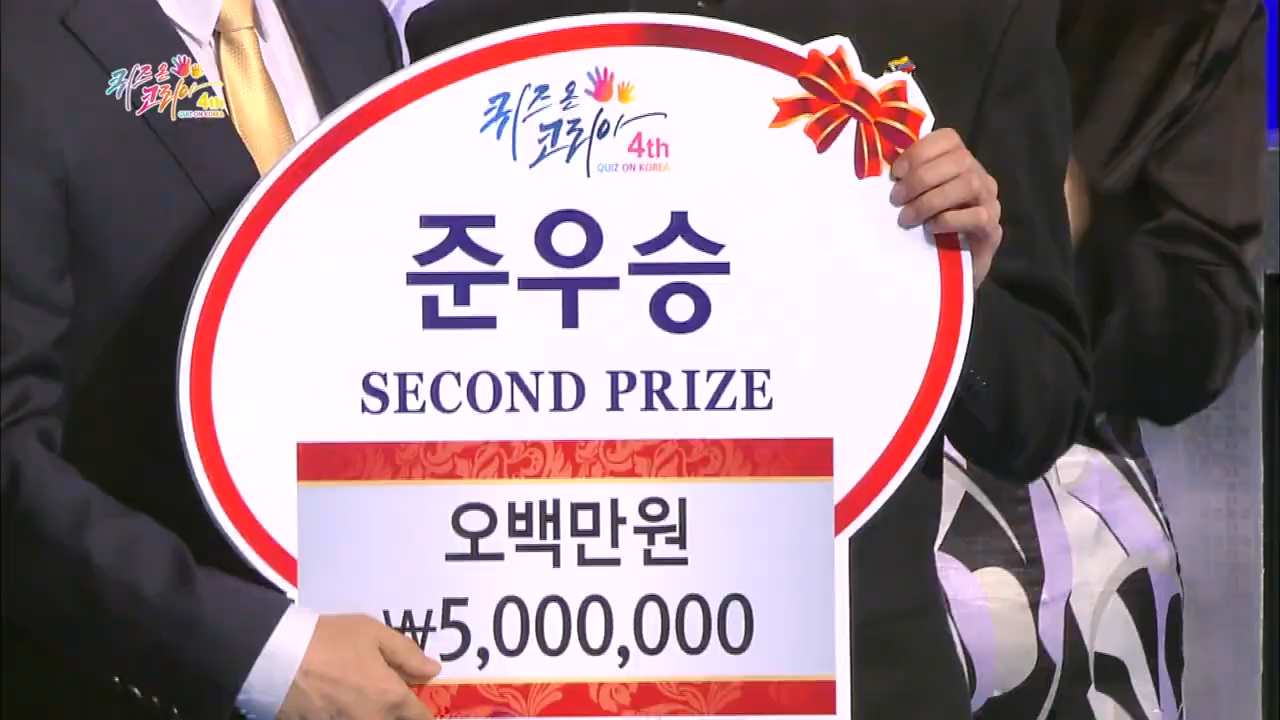 퀴즈 온
코리아 4th
QUIZ ON KOREA
퀴즈 온
코리아 4th
QUIZ ON KOREA
준우승
SECOND PRIZE
오백만원
₩5,000,000